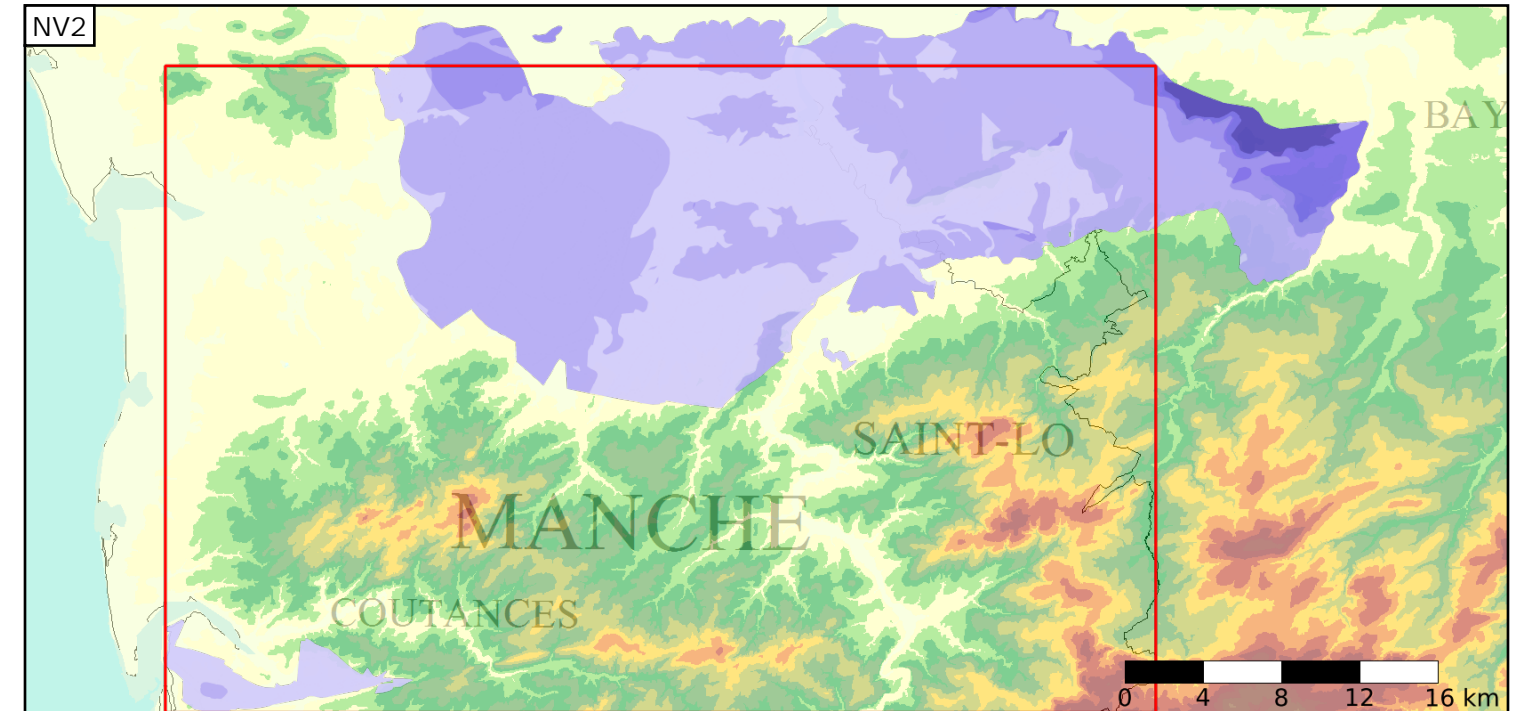 NV2
BAY
SAINT-LO
MANCHE
COUTANCES
0 4 8 12 16 km